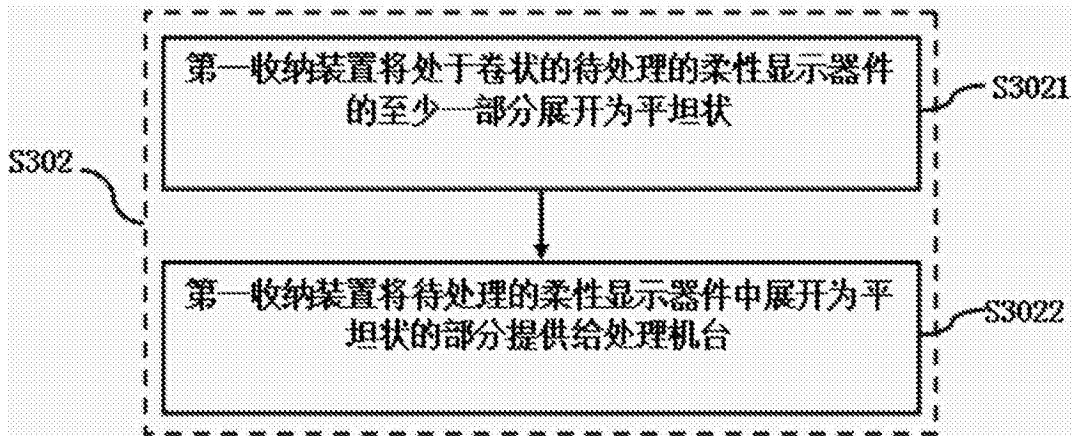 第一收纳装置将处于卷状的待处理的柔性显示器件
的至少一部分展开为平坦状
S3021
S302
第一收纳装置将待处理的柔性显示器件中展开为平
坦状的部分提供给处理机台
S3022